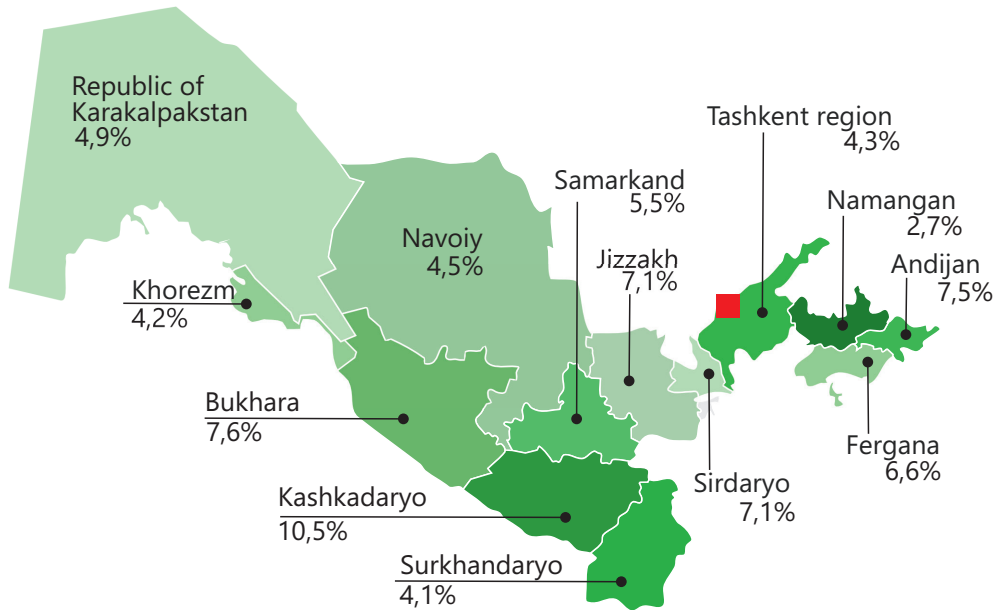 Republic of
Karakalpakstan
4,9%
Tashkent region
4,3%
Samarkand
5,5%
Namangan
2,7%
Navoiy
4,5%
Jizzakh
7,1%
Andijan
7,5%
Khorezm
4,2%
Bukhara
7,6%
Fergana
6,6%
Sirdaryo
7,1%
Kashkadaryo
10,5%
Surkhandaryo
4,1%